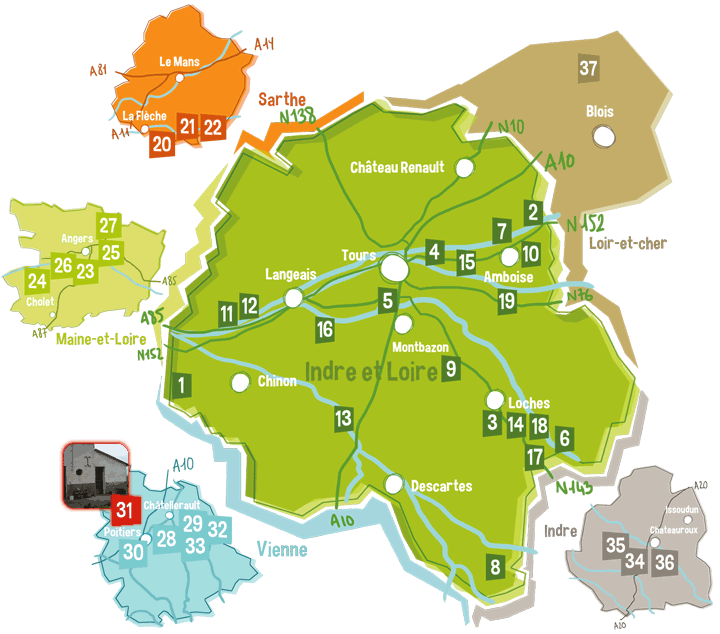 Le Mans
A81
A14
La Flèche
A11
20
21
22
Sarthe
N138
37
Blois
Loir-et-cher
N10
A10
Château Renault
N152
2
7
4
15
10
Tours
Amboise
19
N76
Langeais
11
12
5
16
Montbazon
Indre et Loire
9
1
Chinon
Loches
3
14
18
6
17
N143
13
Descartes
A10
8
27
Angers
25
26
23
24
Cholet
A85
A87
Maine-et-Loire
A85
N152
A10
31
Châtellerault
Poitiers
29
32
28
30
33
Vienne
Indre
A20
Issoudun
Chateauroux
35
34
36
A20